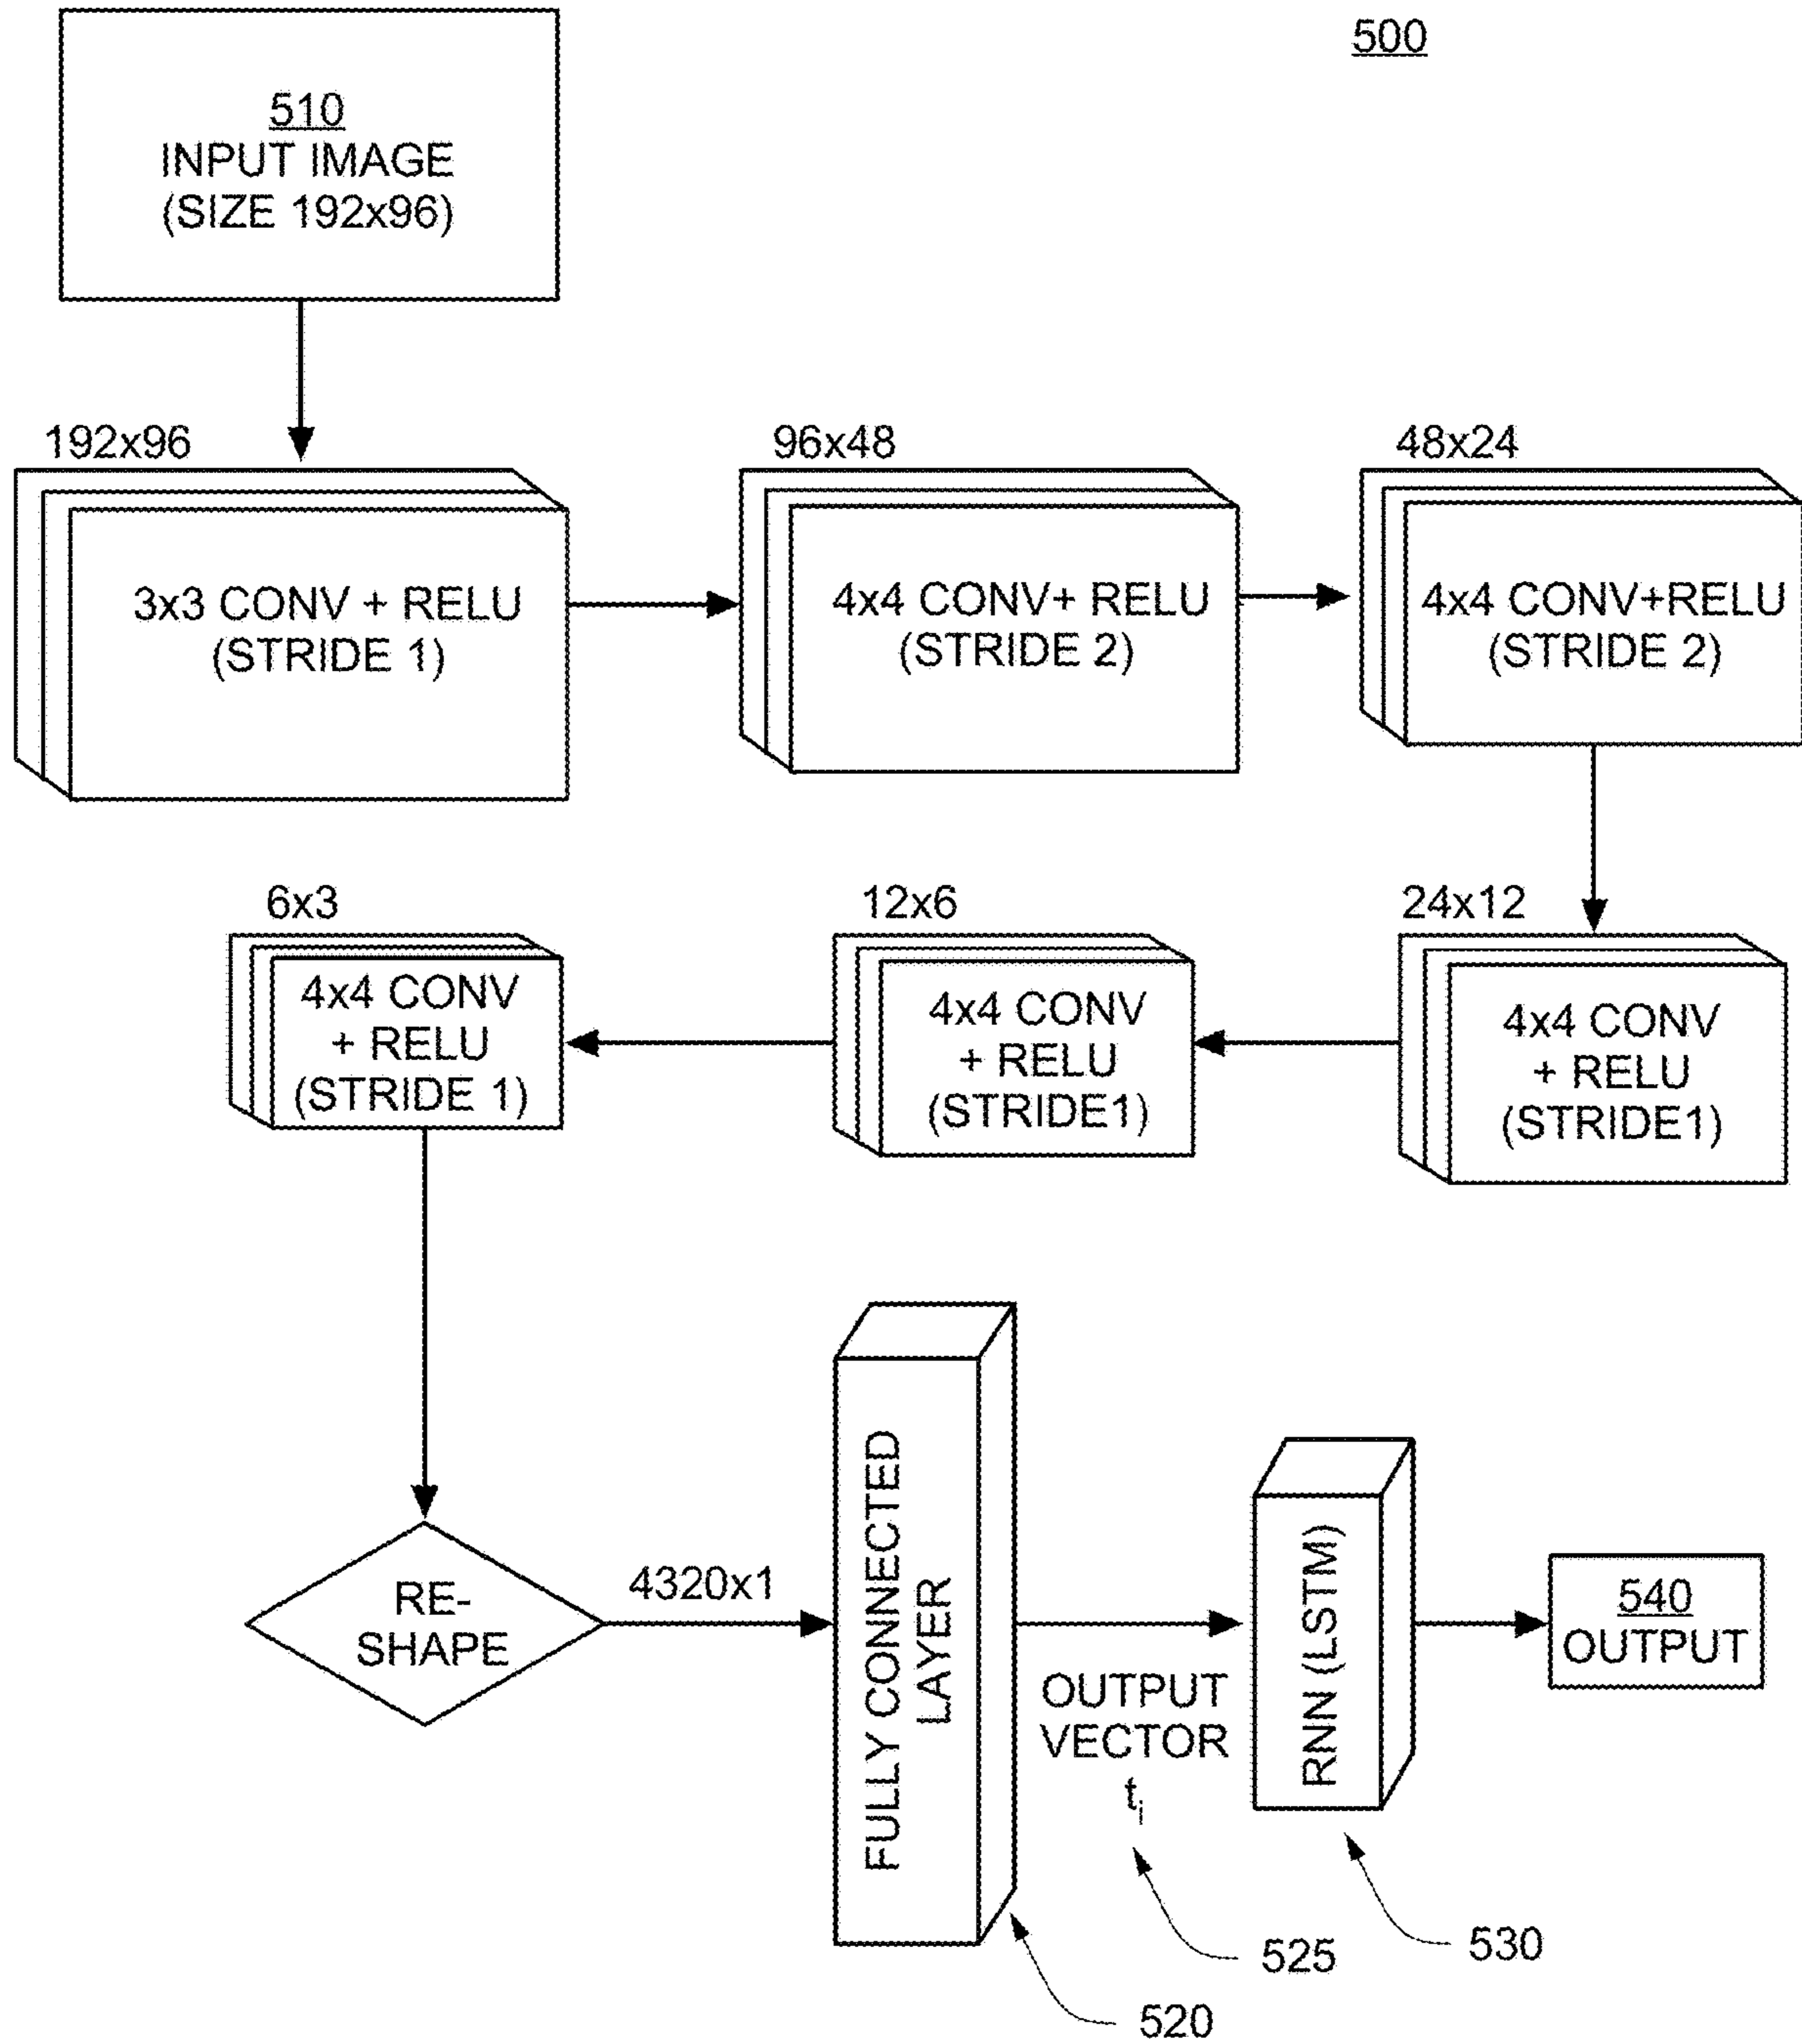 500
510
INPUT IMAGE
(SIZE 192x96)
192x96
3x3 CONV + RELU
(STRIDE 1)
96x48
4x4 CONV+ RELU
(STRIDE 2)
48x24
4x4 CONV+RELU
(STRIDE 2)
24x12
4x4 CONV
+ RELU
(STRIDE1)
12x6
4x4 CONV
+ RELU
(STRIDE1)
6x3
4x4 CONV
+ RELU
(STRIDE 1)
RE-
SHAPE
4320x1
FULLY CONNECTED
LAYER
520
OUTPUT
VECTOR
ti
525
RNN (LSTM)
530
540
OUTPUT